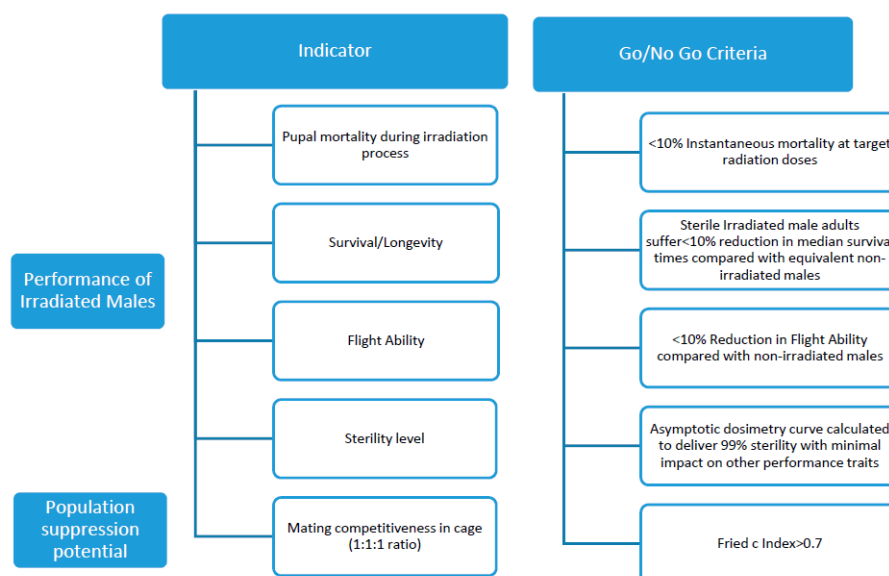 Indicator
Go/No Go Criteria
Performance of
Irradiated Males
Pupal mortality during irradiation
process
<10% Instantaneous mortality at target
radiation doses
Survival/Longevity
Sterile Irradiated male adults
suffer<10% reduction in median surviva
times compared with equivalent non-
irradiated males
Flight Ability
<10% Reduction in Flight Ability
compared with non-irradiated males
Sterility level
Asymptotic dosimetry curve calculated
to deliver 99% sterility with minimal
impact on other performance traits
Population
suppression
potential
Mating competitiveness in cage
(1:1:1 ratio)
Fried c Index>0.7